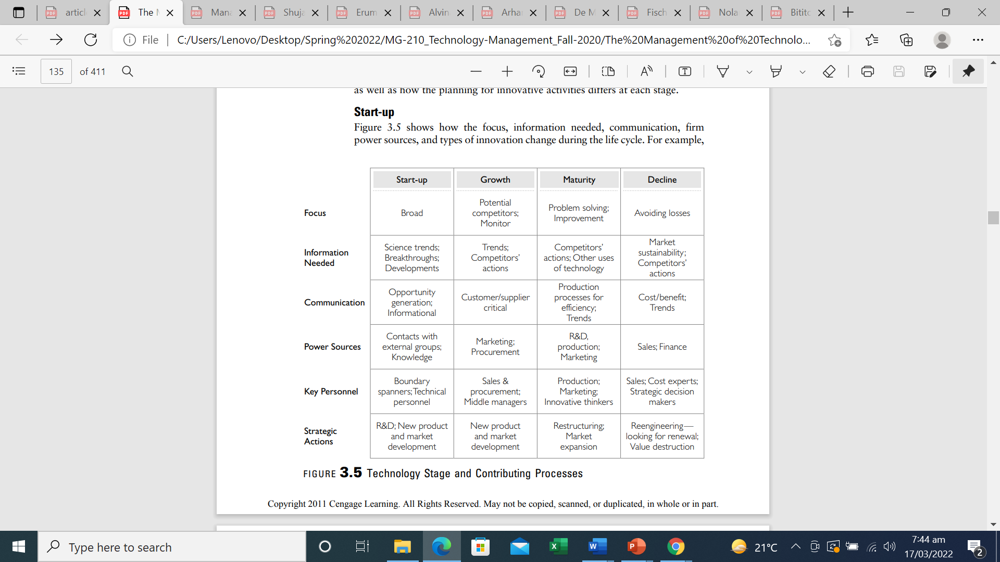 artic
The
Mana
Shuja
Erum
Alvin
Arha
De M
Fisch
Nola
Bititc
File
C:/Users/Lenovo/Desktop/Spring%202022/MG-210_Technology-Management_Fall-2020/The%20Management%20of%20Technolo...
135 of 411
as well as how the planning for innovative activities differs at each stage.
Start-up
Figure 3.5 shows how the focus, information needed, communication, firm
power sources, and types of innovation change during the life cycle. For example,
Start-up
Growth
Maturity
Decline
Focus
Broad
Potential
competitors;
Monitor
Problem solving;
Improvement
Avoiding losses
Information
Needed
Science trends;
Breakthroughs;
Developments
Trends;
Competitors'
actions
Competitors'
actions; Other uses
of technology
Market
sustainability;
Competitors'
actions
Communication
Opportunity
generation;
Informational
Customer/supplier
critical
Production
processes for
efficiency;
Trends
Cost/benefit;
Trends
Power Sources
Contacts with
external groups;
Knowledge
Marketing;
Procurement
R&D,
production;
Marketing
Sales; Finance
Key Personnel
Boundary
spanners; Technical
personnel
Sales &
procurement;
Middle managers
Production;
Marketing;
Innovative thinkers
Sales; Cost experts;
Strategic decision
makers
Strategic
Actions
R&D; New product
and market
development
New product
and market
development
Restructuring;
Market
expansion
Reengineering—
looking for renewal;
Value destruction
FIGURE 3.5 Technology Stage and Contributing Processes
Copyright 2011 Cengage Learning. All Rights Reserved. May not be copied, scanned, or duplicated, in whole or in part.
Type here to search
21°C
7:44 am
17/03/2022
2